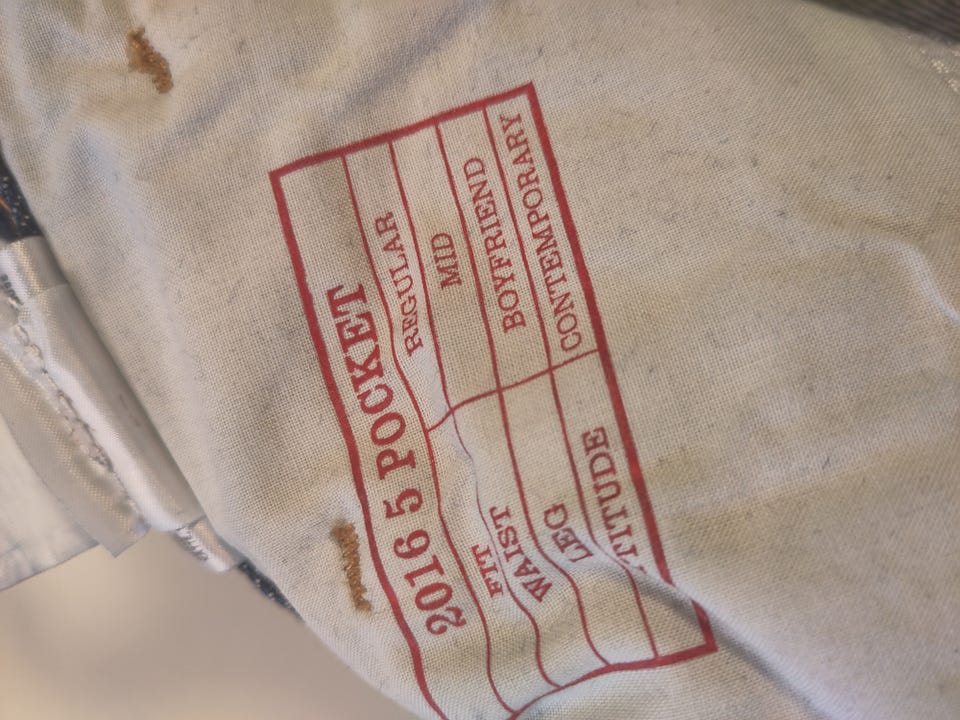 2016 5 POCKET
FIT REGULAR
WAIST MID
LEG BOYFRIEND
TTITUDE CONTEMPORARY